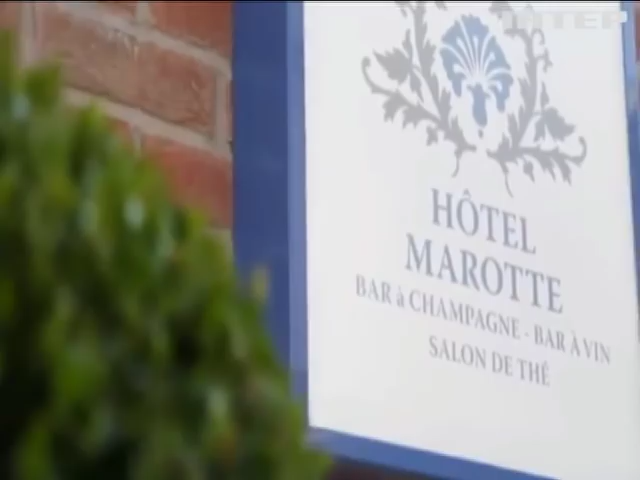 ІНТЕР
HÔTEL
MAROTTE
BAR à CHAMPAGNE - BAR À VIN
SALON DE THÉ